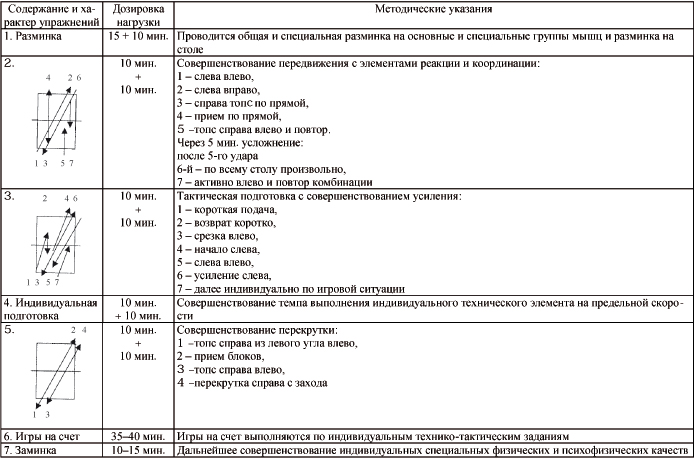 Содержание и ха-
рактер упражнений
Дозировка
нагрузки
Методические указания
1. Разминка
15 + 10 мин.
Проводится общая и специальная разминка на основные и специальные группы мышц и разминка на
столе
2.
4 2 6
1 3 5 7
10 мин.
+
10 мин.
Совершенствование передвижения с элементами реакции и координации:
1 – слева влево,
2 – слева вправо,
3 – справа топс по прямой,
4 – прием по прямой,
5 –топс справа влево и повтор.
Через 5 мин. усложнение:
после 5-го удара
6-й – по всему столу произвольно,
7 – активно влево и повтор комбинации
3.
2 4 6
1 3 5 7
10 мин.
+
10 мин.
Тактическая подготовка с совершенствованием усиления:
1 – короткая подача,
2 – возврат коротко,
3 – срезка влево,
4 – начало слева,
5 – слева влево,
6 – усиление слева,
7 – далее индивидуально по игровой ситуации
4. Индивидуальная
подготовка
10 мин.
+ 10 мин.
Совершенствование темпа выполнения индивидуального технического элемента на предельной скоро-
сти
5.
2 4
1 3
10 мин.
+
10 мин.
Совершенствование перекрутки:
1 –топс справа из левого угла влево,
2 – прием блоков,
3 –топс справа влево,
4 –перекрутка справа с захода
6. Игры на счет
35–40 мин.
Игры на счет выполняются по индивидуальным технико-тактическим заданиям
7. Заминка
10–15 мин.
Дальнейшее совершенствование индивидуальных специальных физических и психофизических качеств